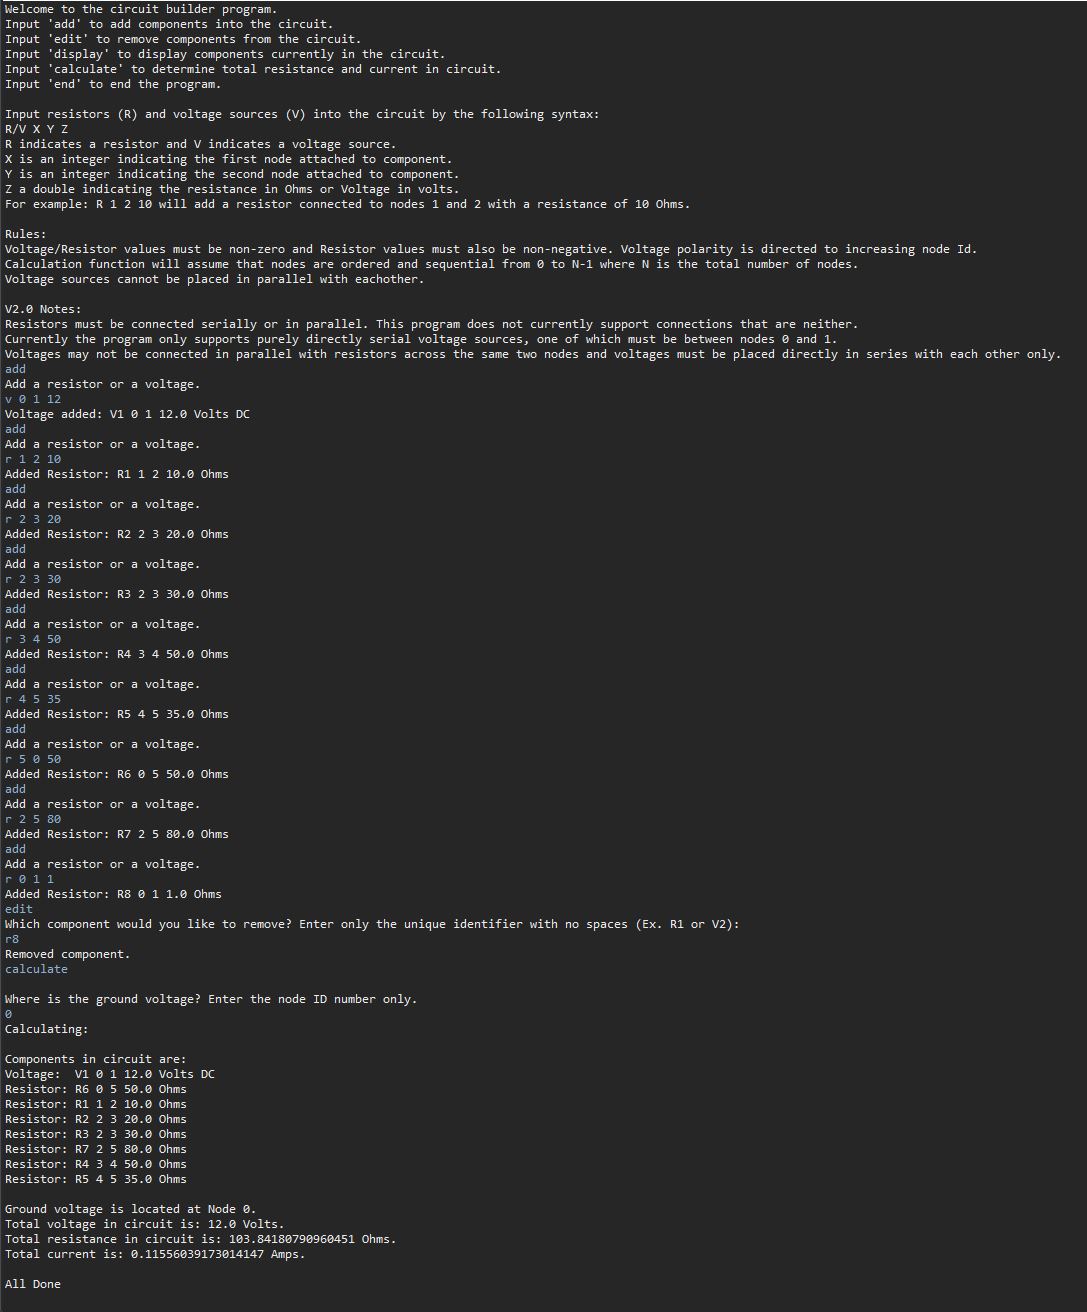 Welcome to the circuit builder program.
Input 'add' to add components into the circuit.
Input 'edit' to remove components from the circuit.
Input 'display' to display components currently in the circuit.
Input 'calculate' to determine total resistance and current in circuit.
Input 'end' to end the program.
Input resistors (R) and voltage sources (V) into the circuit by the following syntax:
R/V X Y Z
R indicates a resistor and V indicates a voltage source.
X is an integer indicating the first node attached to component.
Y is an integer indicating the second node attached to component.
Z a double indicating the resistance in Ohms or Voltage in volts.
For example: R 1 2 10 will add a resistor connected to nodes 1 and 2 with a resistance of 10 Ohms.
Rules:
Voltage/Resistor values must be non-zero and Resistor values must also be non-negative. Voltage polarity is directed to increasing node Id.
Calculation function will assume that nodes are ordered and sequential from 0 to N-1 where N is the total number of nodes.
Voltage sources cannot be placed in parallel with eachother.
V2.0 Notes:
Resistors must be connected serially or in parallel. This program does not currently support connections that are neither.
Currently the program only supports purely directly serial voltage sources, one of which must be between nodes 0 and 1.
Voltages may not be connected in parallel with resistors across the same two nodes and voltages must be placed directly in series with each other only.
add
Add a resistor or a voltage.
v 0 1 12
Voltage added: V1 0 1 12.0 Volts DC
add
Add a resistor or a voltage.
r 1 2 10
Added Resistor: R1 1 2 10.0 Ohms
add
Add a resistor or a voltage.
r 2 3 20
Added Resistor: R2 2 3 20.0 Ohms
add
Add a resistor or a voltage.
r 2 3 30
Added Resistor: R3 2 3 30.0 Ohms
add
Add a resistor or a voltage.
r 3 4 50
Added Resistor: R4 3 4 50.0 Ohms
add
Add a resistor or a voltage.
r 4 5 35
Added Resistor: R5 4 5 35.0 Ohms
add
Add a resistor or a voltage.
r 5 0 50
Added Resistor: R6 0 5 50.0 Ohms
add
Add a resistor or a voltage.
r 2 5 80
Added Resistor: R7 2 5 80.0 Ohms
add
Add a resistor or a voltage.
r 0 1 1
Added Resistor: R8 0 1 1.0 Ohms
edit
Which component would you like to remove? Enter only the unique identifier with no spaces (Ex. R1 or V2):
r8
Removed component.
calculate
Where is the ground voltage? Enter the node ID number only.
0
Calculating:
Components in circuit are:
Voltage:  V1 0 1 12.0 Volts DC
Resistor: R6 0 5 50.0 Ohms
Resistor: R1 1 2 10.0 Ohms
Resistor: R2 2 3 20.0 Ohms
Resistor: R3 2 3 30.0 Ohms
Resistor: R7 2 5 80.0 Ohms
Resistor: R4 3 4 50.0 Ohms
Resistor: R5 4 5 35.0 Ohms
Ground voltage is located at Node 0.
Total voltage in circuit is: 12.0 Volts.
Total resistance in circuit is: 103.84180790960451 Ohms.
Total current is: 0.11556039173014147 Amps.
All Done